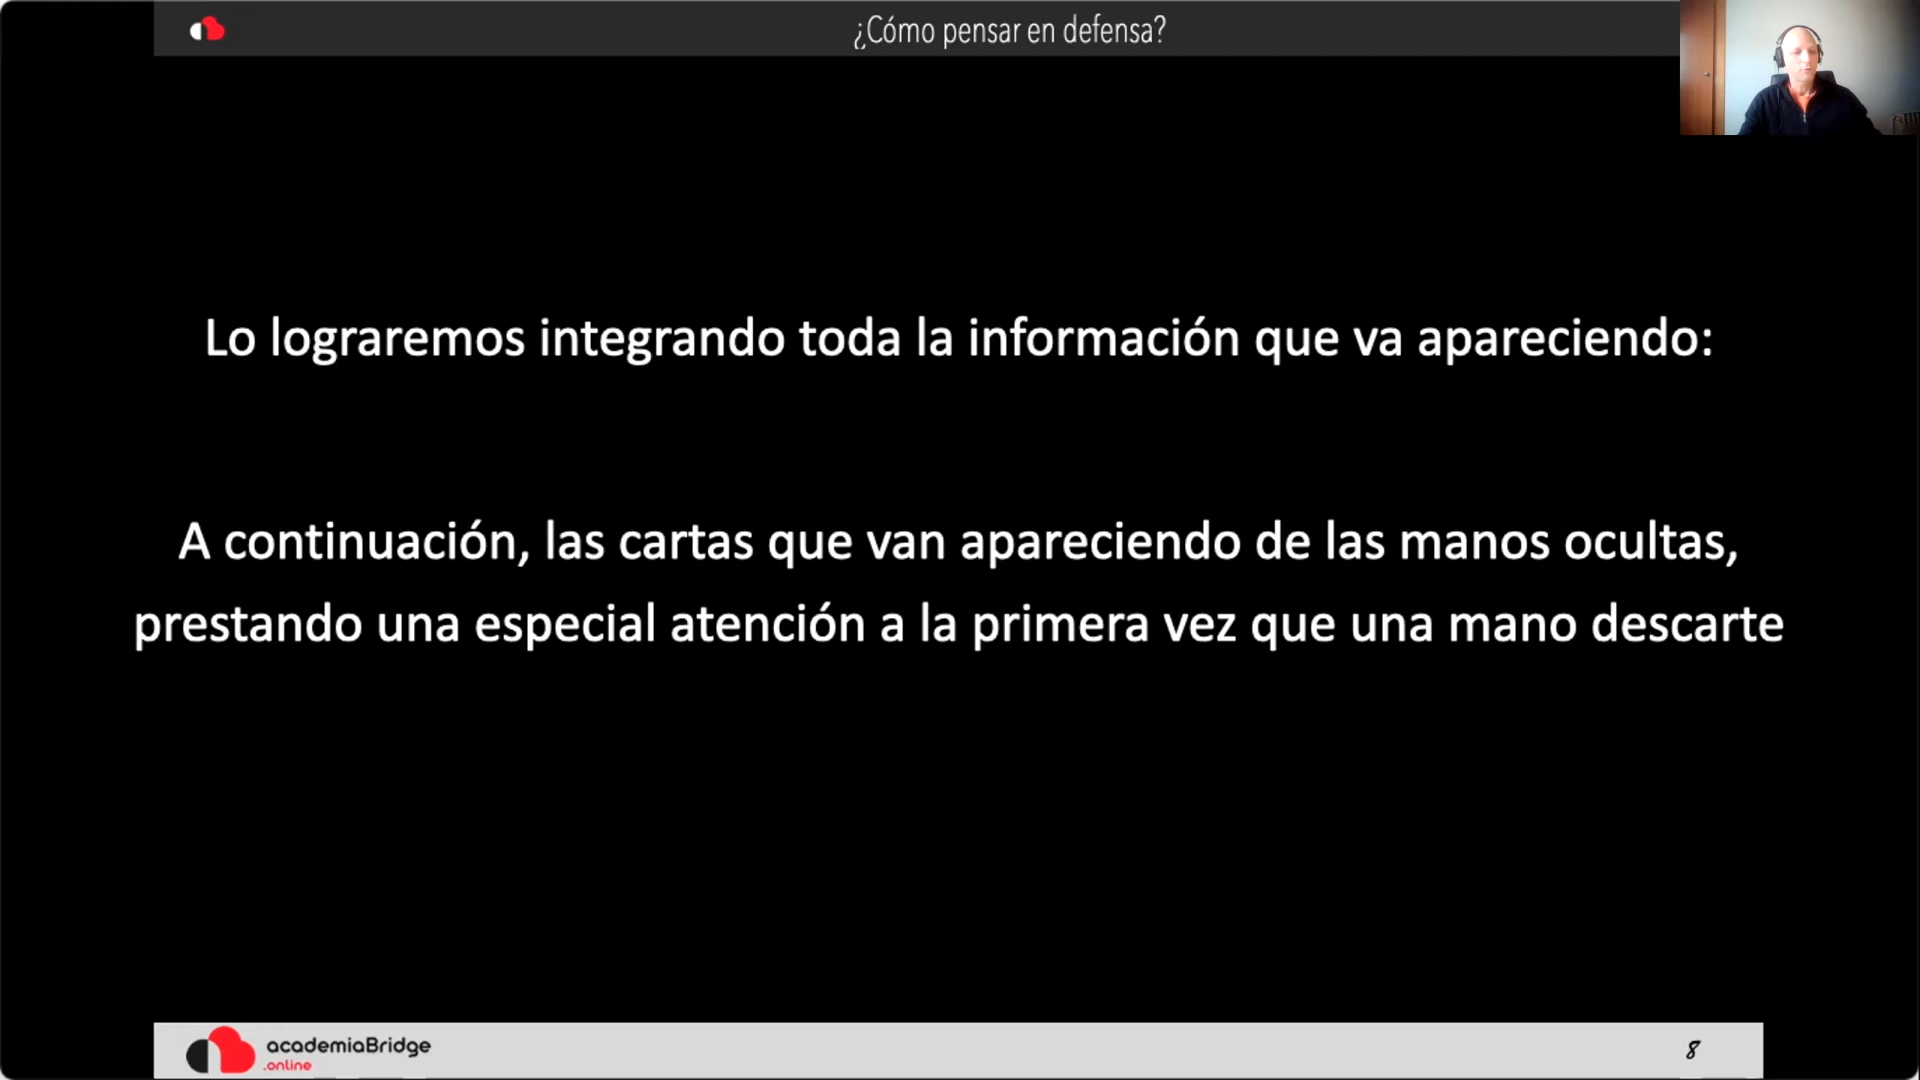 ¿Cómo pensar en defensa?
Lo lograremos integrando toda la información que va apareciendo:
A continuación, las cartas que van apareciendo de las manos ocultas,
prestando una especial atención a la primera vez que una mano descarte
academiaBridge
.online
8